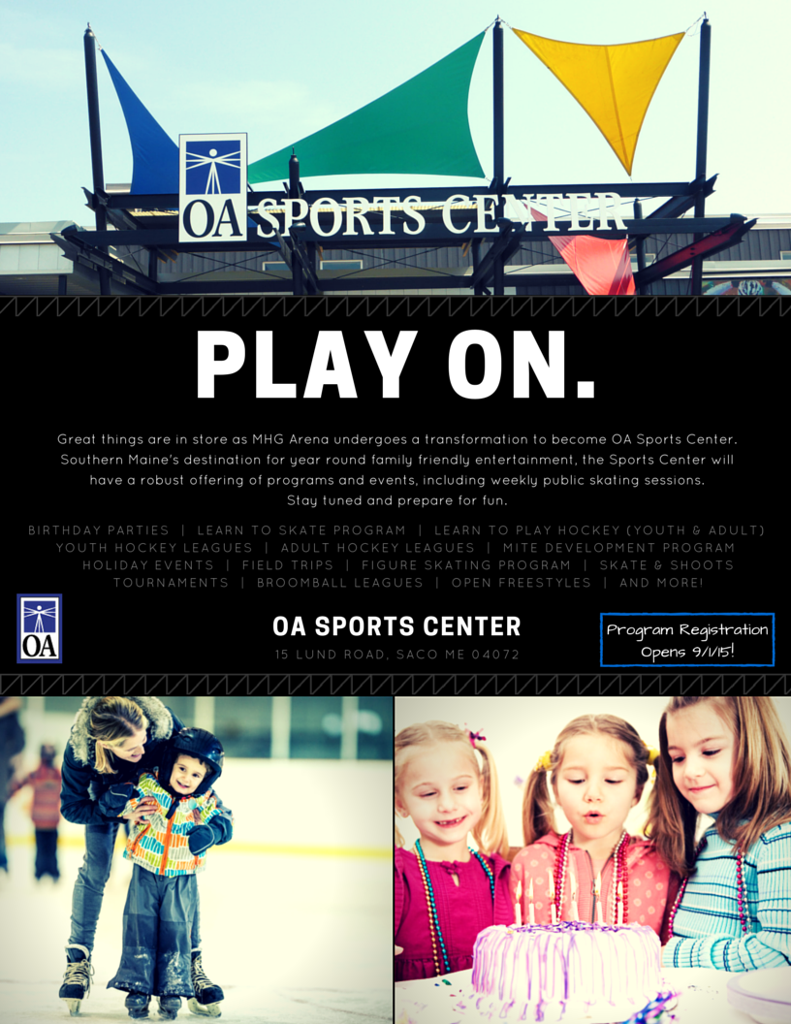 OA SPORTS CENTER
PLAY ON.
Great things are in store as MHG Arena undergoes a transformation to become OA Sports Center.
Southern Maine's destination for year round family friendly entertainment, the Sports Center will
have a robust offering of programs and events, including weekly public skating sessions.
Stay tuned and prepare for fun.
BIRTHDAY PARTIES | LEARN TO SKATE PROGRAM | LEARN TO PLAY HOCKEY (YOUTH & ADULT)
YOUTH HOCKEY LEAGUES | ADULT HOCKEY LEAGUES | MITE DEVELOPMENT PROGRAM
HOLIDAY EVENTS | FIELD TRIPS | FIGURE SKATING PROGRAM | SKATE & SHOOTS
TOURNAMENTS | BROOMBALL LEAGUES | OPEN FREESTYLES | AND MORE!
OA
OA SPORTS CENTER
15 LUND ROAD, SACO ME 04072
Program Registration
Opens 9/1/15!